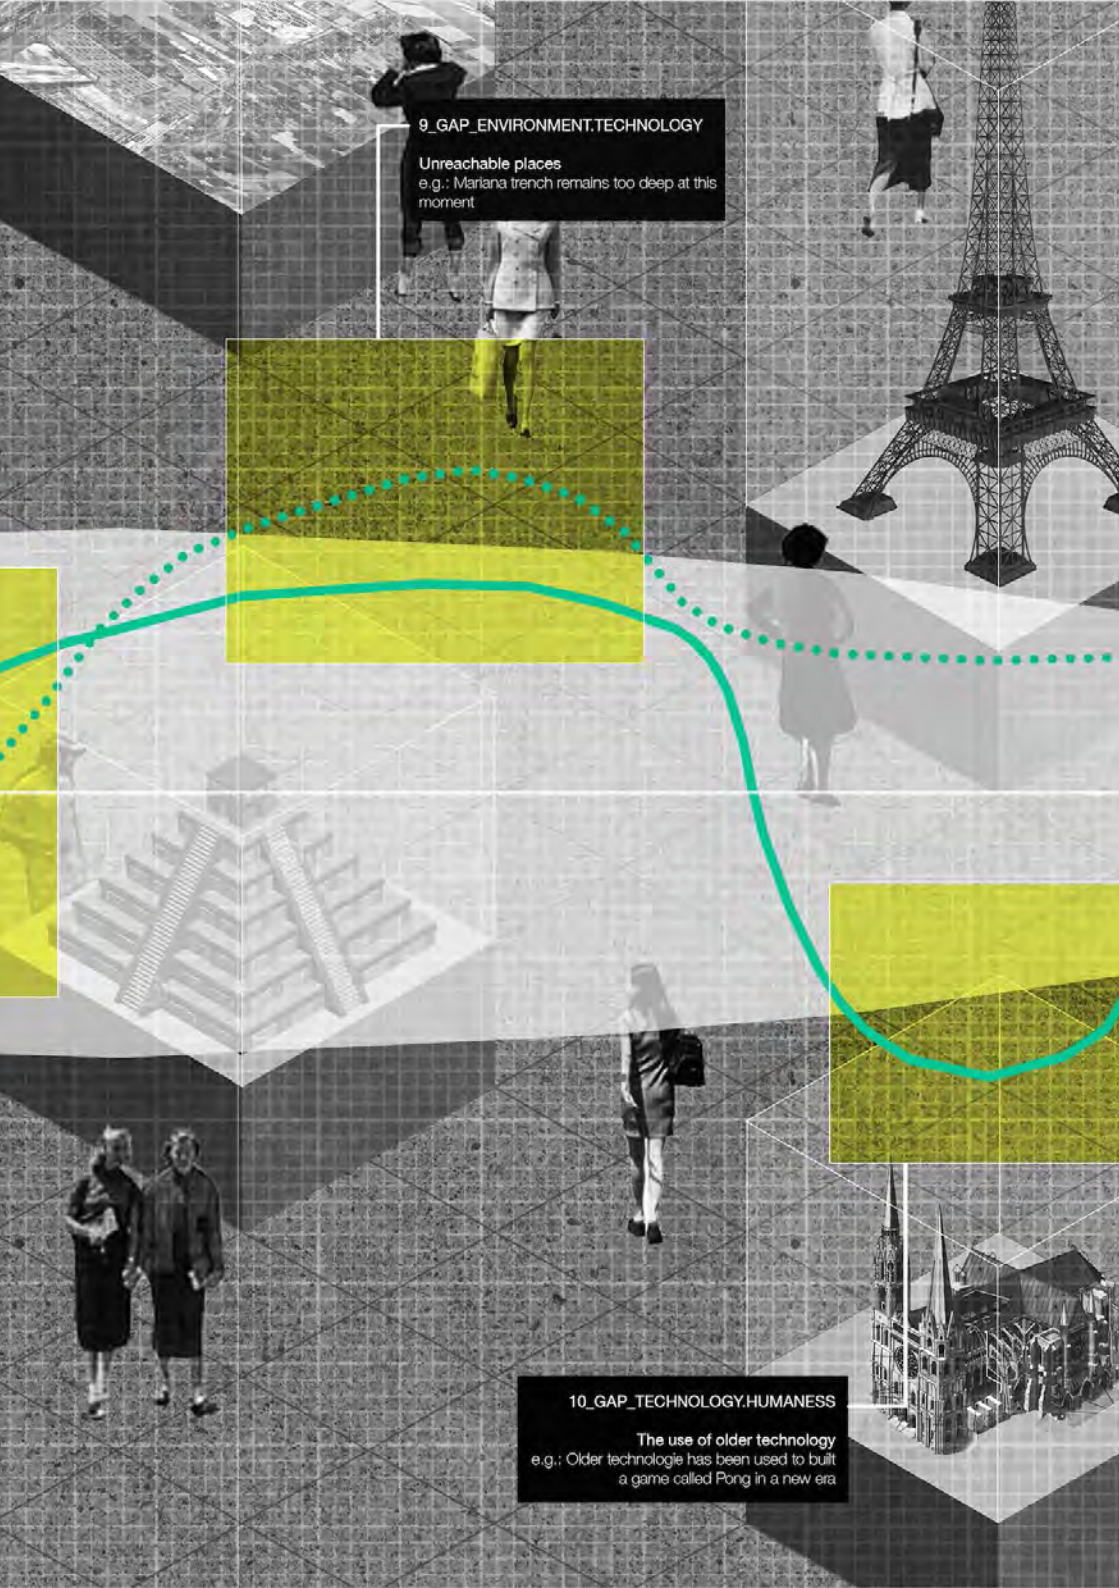 9_GAP_ENVIRONMENT.TECHNOLOGY
Unreachable places
e.g.: Mariana trench remains too deep at this
moment
10_GAP_TECHNOLOGY.HUMANESS
The use of older technology
e.g.: Older technologie has been used to built
a game called Pong in a new era